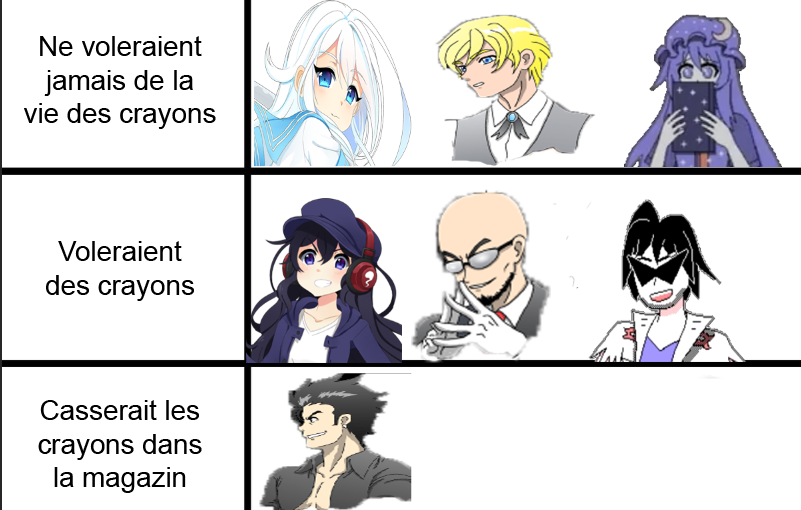 Ne voleraient
jamais de la
vie des crayons
Voleraient
des crayons
Casserait les
crayons dans
la magazin